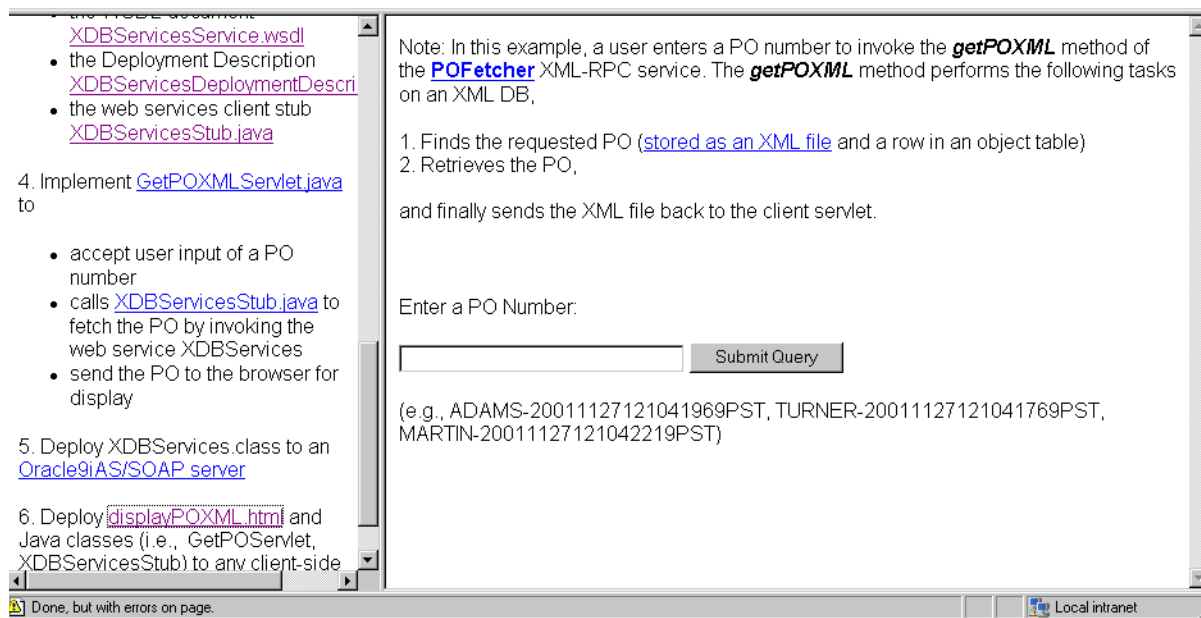 XDBServicesService.wsdl
the Deployment Description
XDBServicesDeploymentDescri
the web services client stub
XDBServicesStub.java
4. Implement GetPOXMLServlet.java
to
accept user input of a PO
number
calls XDBServicesStub.java to
fetch the PO by invoking the
web service XDBServices
send the PO to the browser for
display
5. Deploy XDBServices.class to an
Oracle9iAS/SOAP server
6. Deploy displayPOXML.html and
Java classes (i.e., GetPOServlet,
XDBServicesStub) to any client-side
Note: In this example, a user enters a PO number to invoke the getPOXML method of
the POFetcher XML-RPC service. The getPOXML method performs the following tasks
on an XML DB,
1. Finds the requested PO (stored as an XML file and a row in an object table)
2. Retrieves the PO,
and finally sends the XML file back to the client servlet.
Enter a PO Number:
Submit Query
(e.g., ADAMS-20011127121041969PST, TURNER-20011127121041769PST,
MARTIN-20011127121042219PST)
Done, but with errors on page.
Local intranet